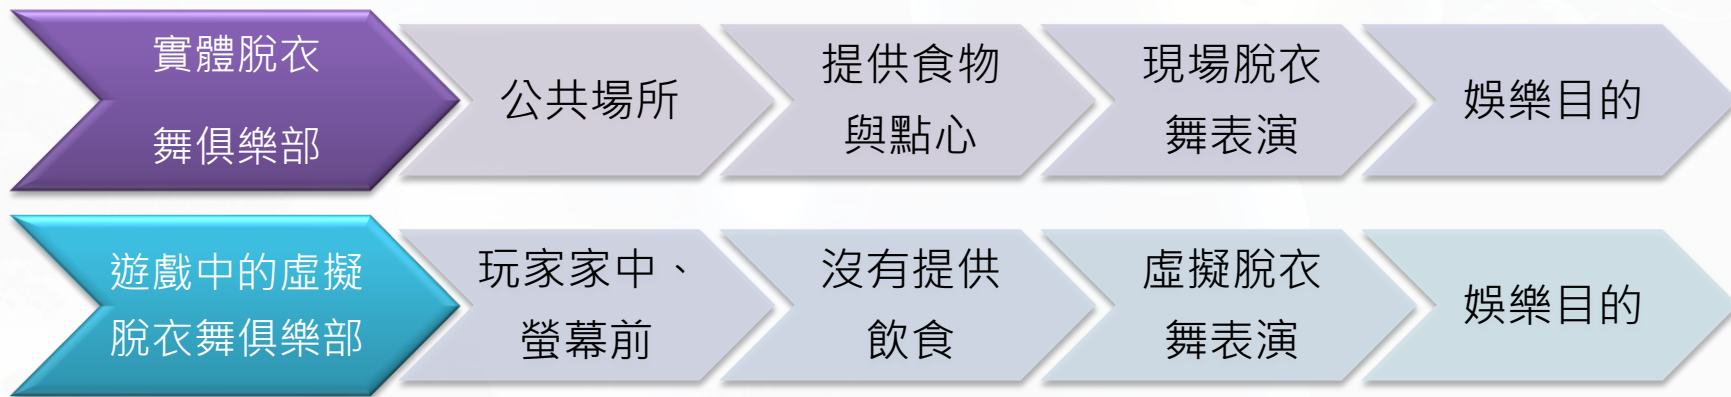 實體脫衣
舞俱樂部
公共場所
提供食物
與點心
現場脫衣
舞表演
娛樂目的
遊戲中的虛擬
脫衣舞俱樂部
玩家家中、
螢幕前
沒有提供
飲食
虛擬脫衣
舞表演
娛樂目的